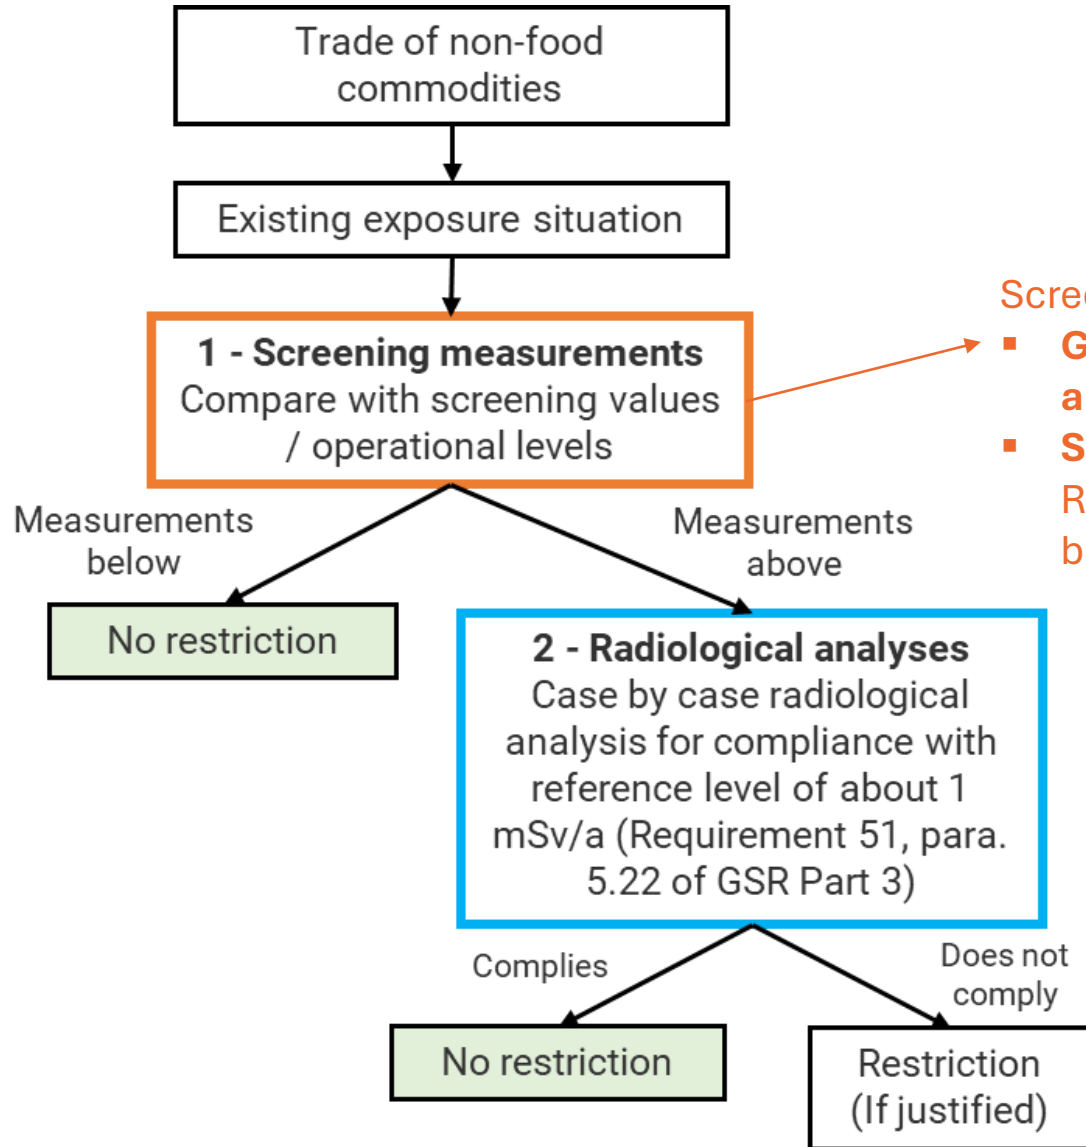 Trade of non-food
commodities
Existing exposure situation
1 - Screening measurements
Compare with screening values
/ operational levels
Measurements
below
Measurements
above
No restriction
2 - Radiological analyses
Case by case radiological
analysis for compliance with
reference level of about 1
mSv/a (Requirement 51, para.
5.22 of GSR Part 3)
Complies
Does not
comply
No restriction
Restriction
(If justified)